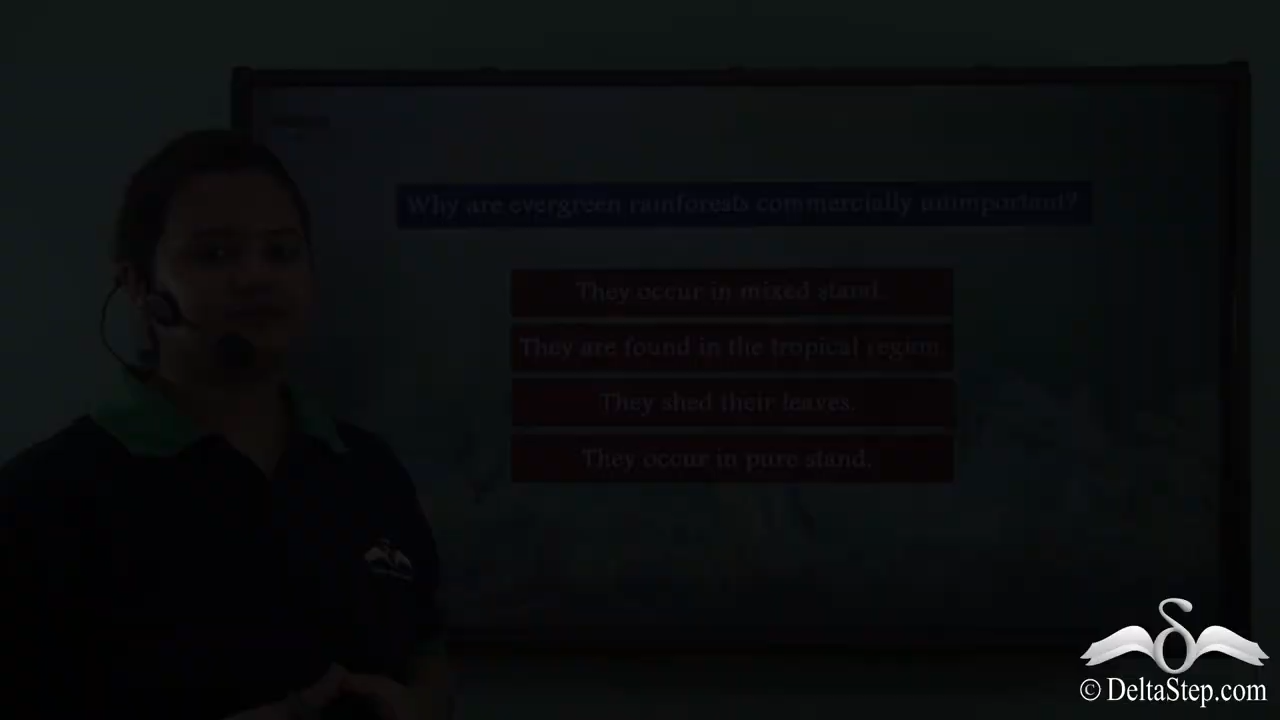 Why are evergreen rainforests commercially unimportant?
They occur in mixed stand.
They are found in the tropical region.
They shed their leaves.
They occur in pure stand.
© DeltaStep.com